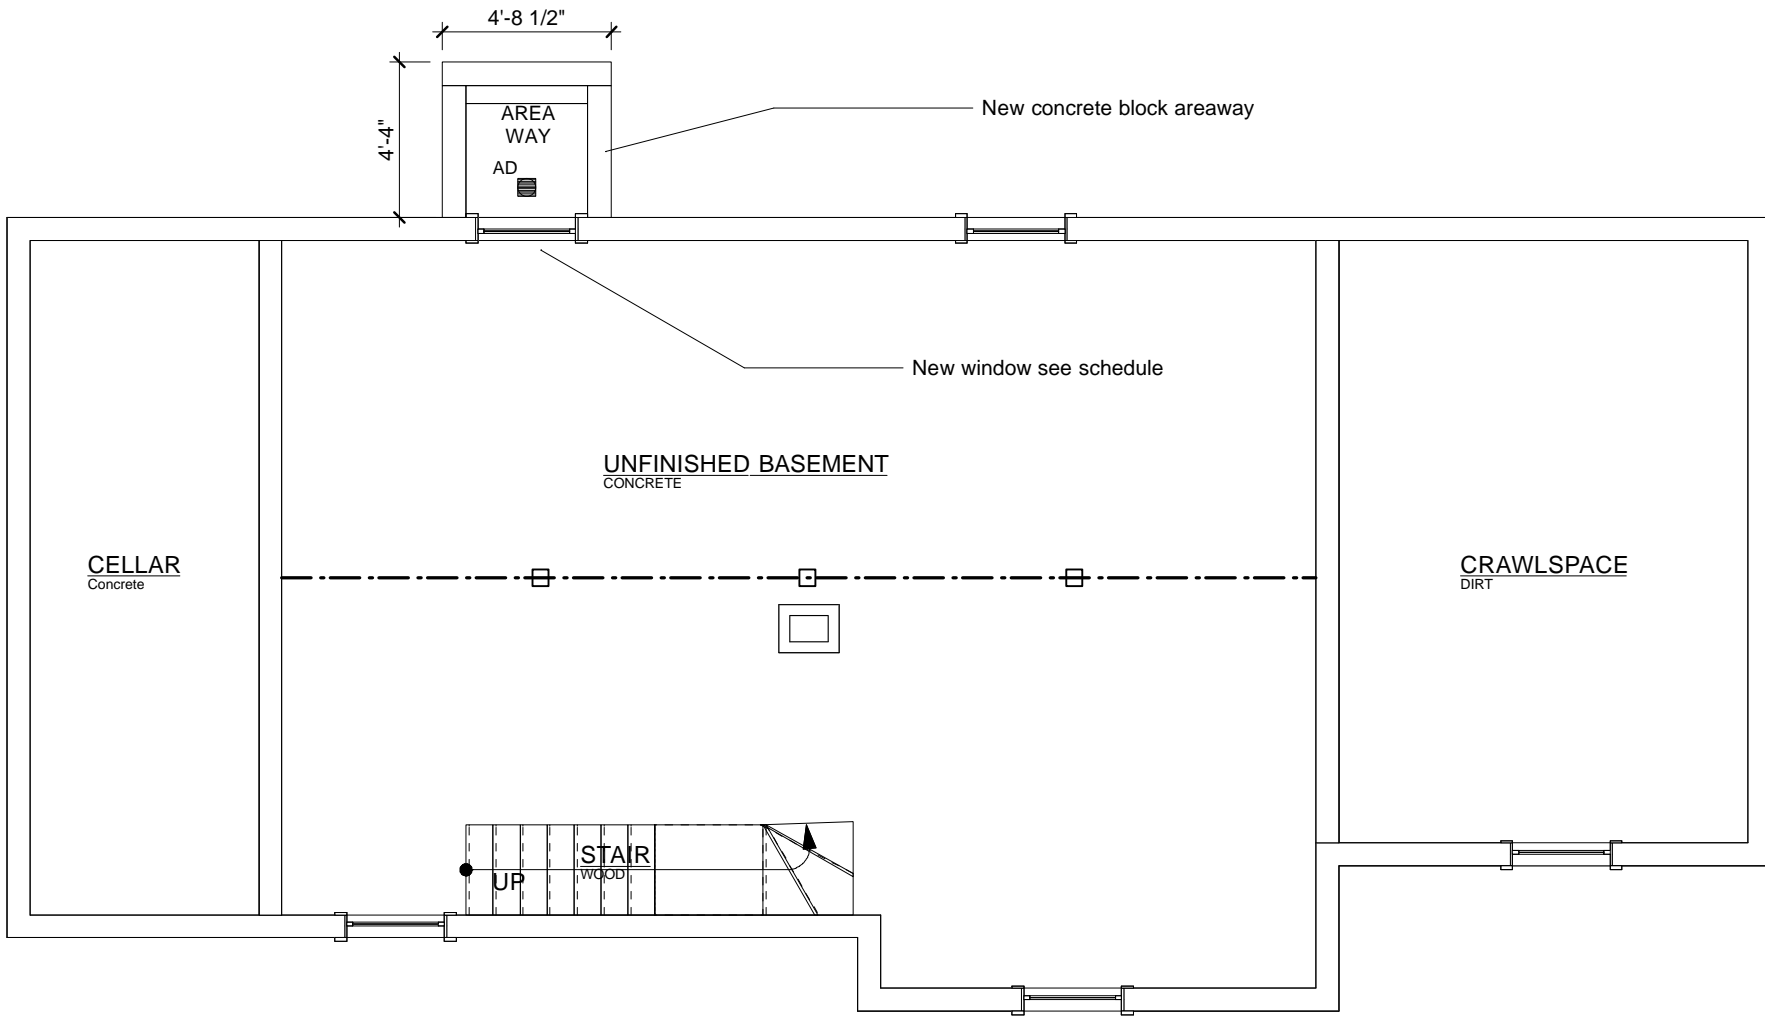 4'-8 1/2"
4'-4"
AREA
WAY
AD
New concrete block areaway
New window see schedule
UNFINISHED BASEMENT
CONCRETE
CELLAR
Concrete
CRAWLSPACE
DIRT
STAIR
WOOD
UP